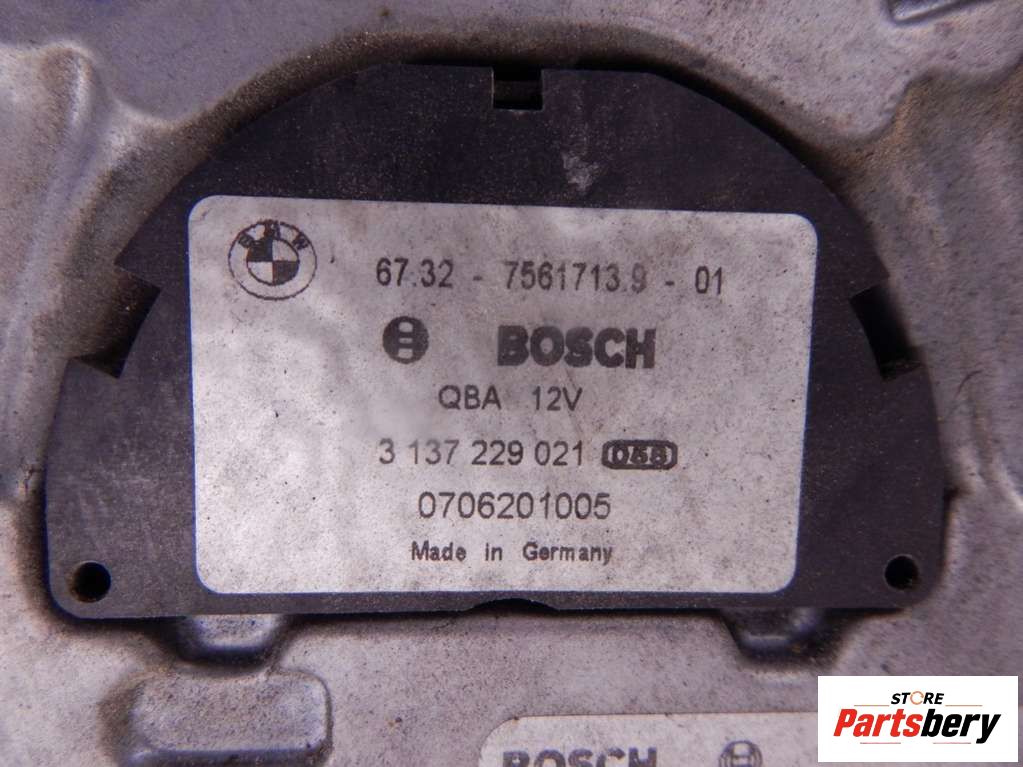 BMW
67.32 - 7561713.9 - 01
BOSCH
QBA 12V
3 137 229 021
0706201005
Made in Germany
BOSCH
STORE
Partsbery